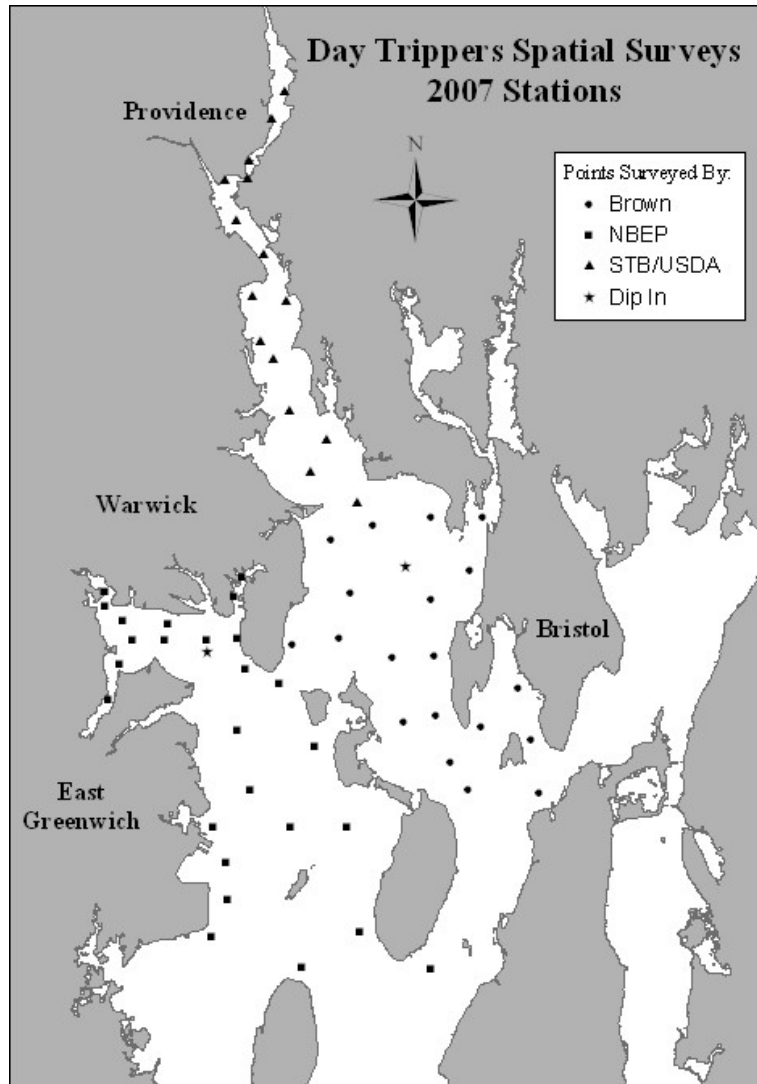 Day Trippers Spatial Surveys
2007 Stations
Providence
N
Points Surveyed By:
Brown
NBEP
STB/USDA
Dip In
Warwick
Bristol
East
Greenwich